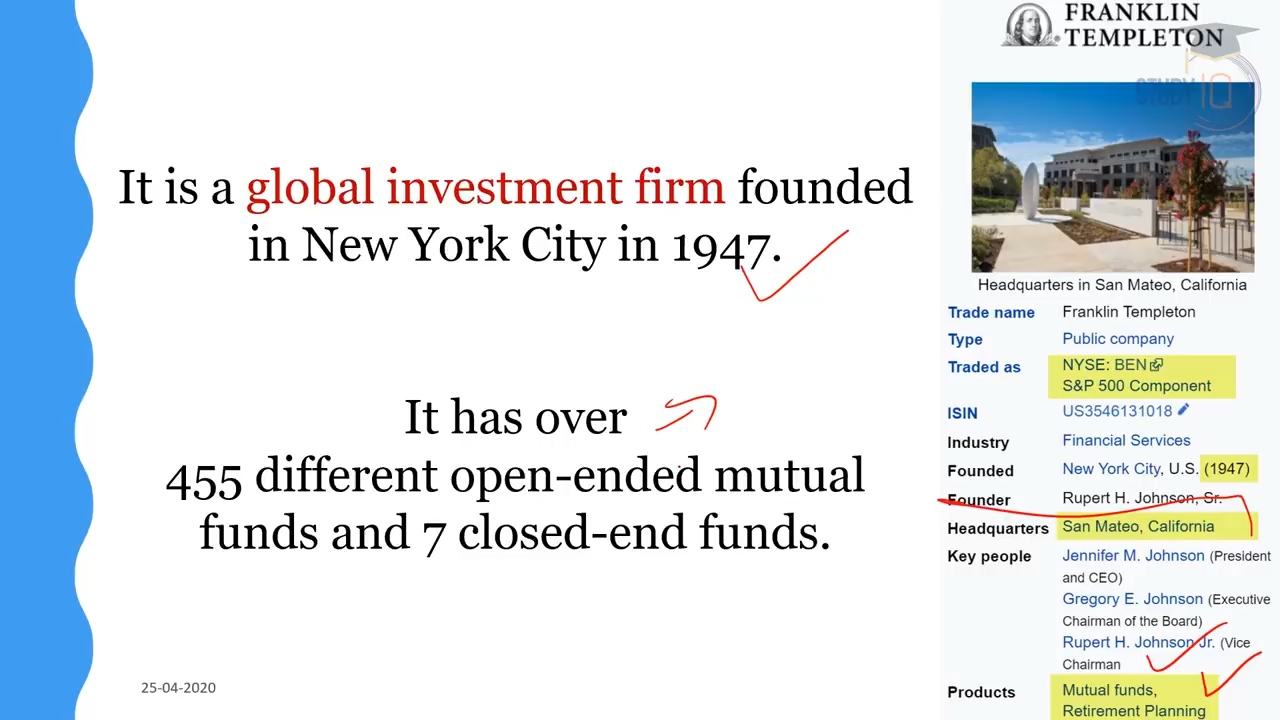 It is a global investment firm founded
in New York City in 1947.
It has over
455 different open-ended mutual
funds and 7 closed-end funds.
25-04-2020
FRANKLIN
TEMPLETON
STUDY IQ
Headquarters in San Mateo, California
Trade name Franklin Templeton
Type Public company
Traded as NYSE: BEN
S&P 500 Component
ISIN US3546131018
Industry Financial Services
Founded New York City, U.S. (1947)
Founder Rupert H. Johnson, Sr.
Headquarters San Mateo, California
Key people Jennifer M. Johnson (President
and CEO)
Gregory E. Johnson (Executive
Chairman of the Board)
Rupert H. Johnson Jr. (Vice
Chairman
Products Mutual funds,
Retirement Planning